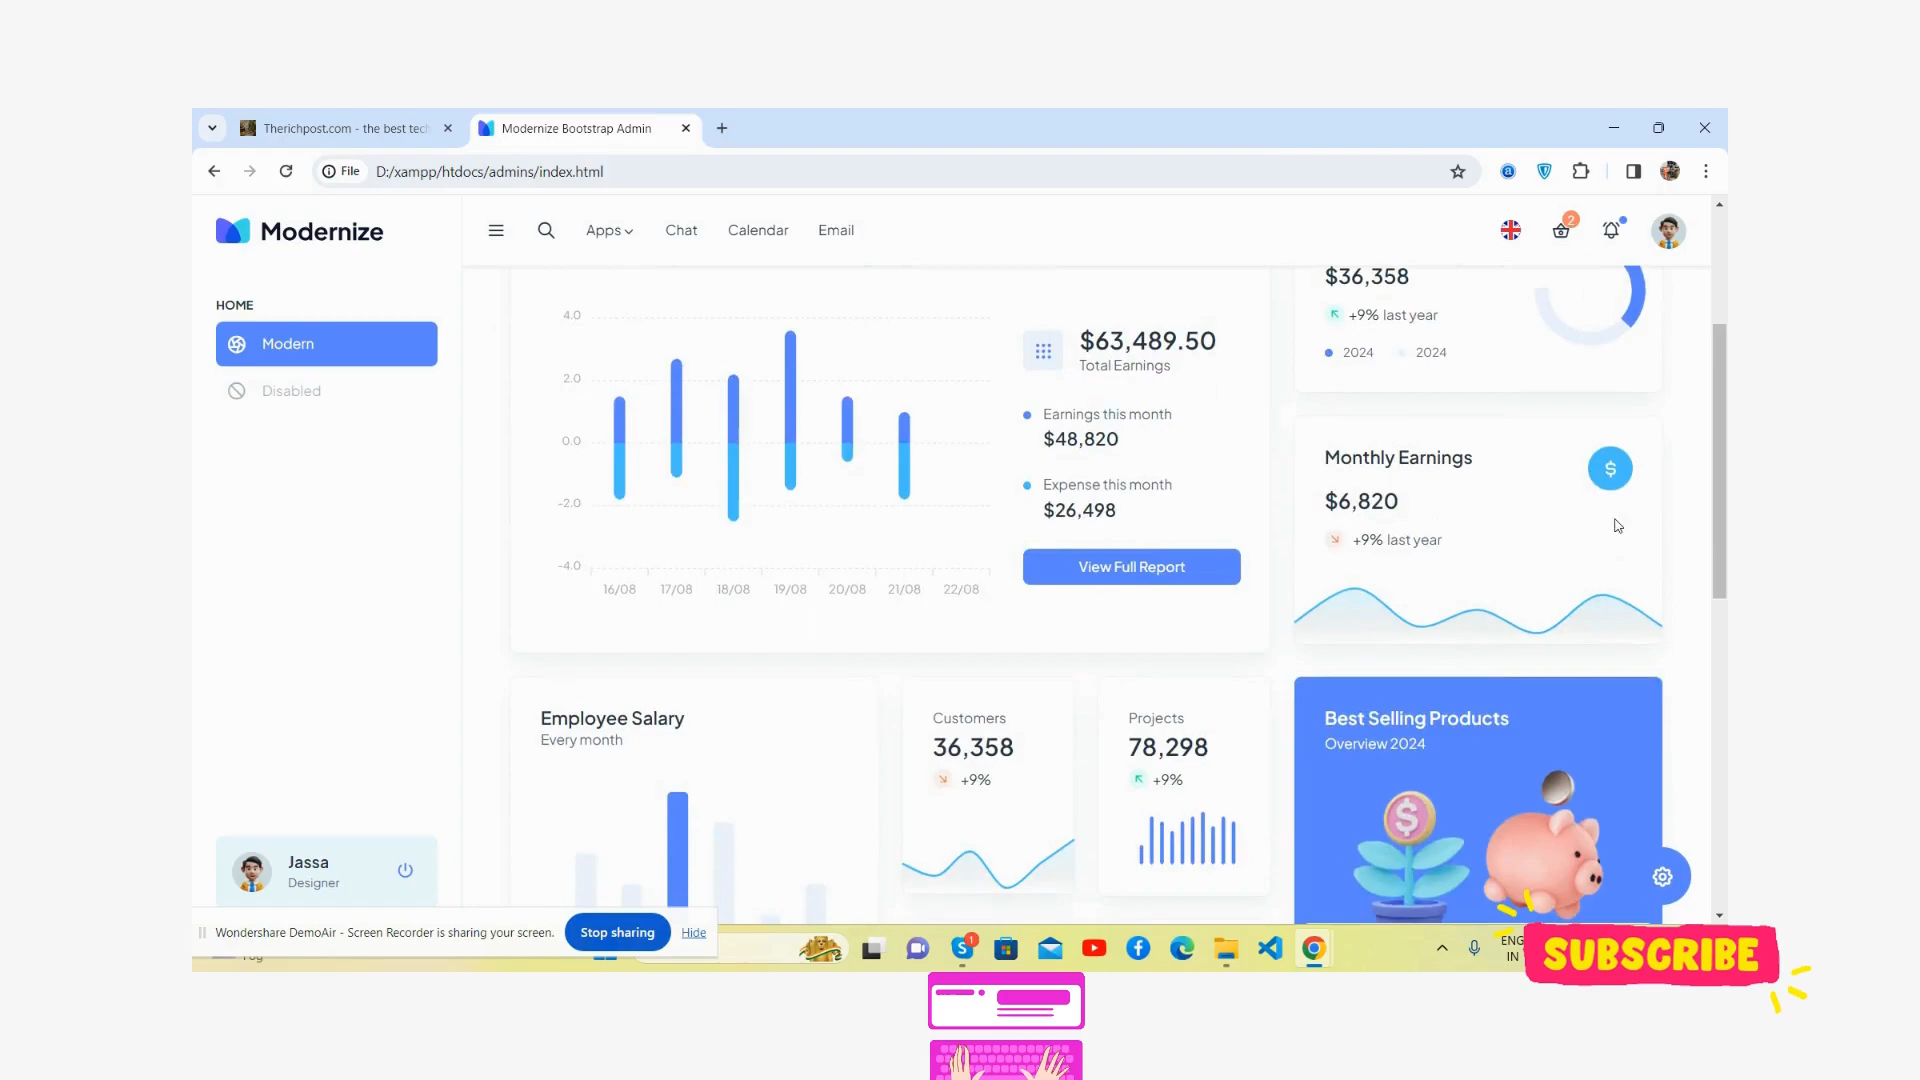 Therichpost.com - the best tech
Modernize Bootstrap Admin
File
D:/xampp/htdocs/admins/index.html
a
Modernize
Apps
Chat
Calendar
Email
2
HOME
Modern
Disabled
4.0
2.0
0.0
-2.0
-4.0
16/08
17/08
18/08
19/08
20/08
21/08
22/08
$63,489.50
Total Earnings
Earnings this month
$48,820
Expense this month
$26,498
View Full Report
$36,358
+9% last year
2024
2024
Monthly Earnings
$
$6,820
+9% last year
Employee Salary
Every month
Customers
36,358
+9%
Projects
78,298
+9%
Best Selling Products
Overview 2024
$
Jassa
Designer
Wondershare DemoAir - Screen Recorder is sharing your screen.
Stop sharing
Hide
S
1
ENG
IN
SUBSCRIBE